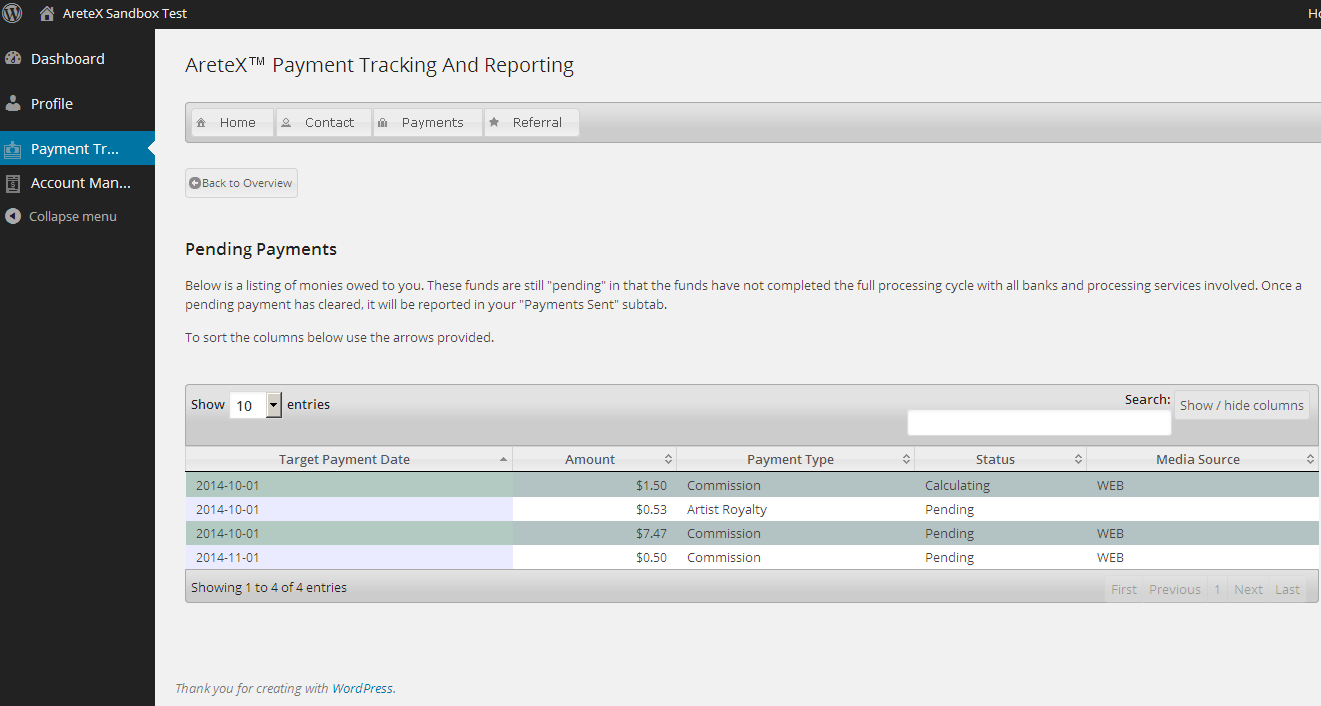 AreteX Sandbox Test
Dashboard
Profile
Payment Tr...
Account Man...
Collapse menu
AreteX™ Payment Tracking And Reporting
Home Contact Payments Referral
Back to Overview
Pending Payments
Below is a listing of monies owed to you. These funds are still "pending" in that the funds have not completed the full processing cycle with all banks and processing services involved. Once a
pending payment has cleared, it will be reported in your "Payments Sent" subtab.
To sort the columns below use the arrows provided.
Show 10 entries
Search:
Show / hide columns
Target Payment Date Amount Payment Type Status Media Source
2014-10-01 $1.50 Commission Calculating WEB
2014-10-01 $0.53 Artist Royalty Pending
2014-10-01 $7.47 Commission Pending WEB
2014-11-01 $0.50 Commission Pending WEB
Showing 1 to 4 of 4 entries
First Previous 1 Next Last
Thank you for creating with WordPress.